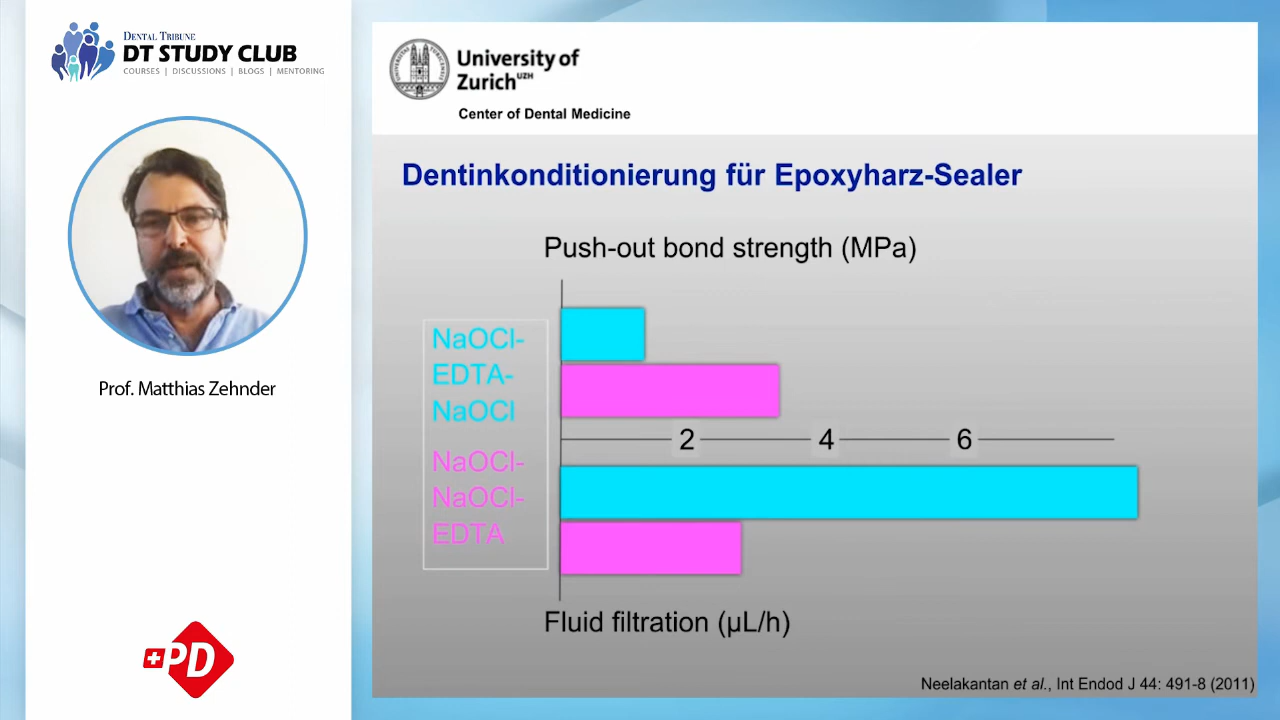 DENTAL TRIBUNE
DT STUDY CLUB
COURSES | DISCUSSIONS | BLOGS | MENTORING
Prof. Matthias Zehnder
+PD
University of
Zurich UZH
Center of Dental Medicine
Dentinkonditionierung für Epoxyharz-Sealer
Push-out bond strength (MPa)
NaOCl-
EDTA-
NaOCl
2 4 6
NaOCl-
NaOCl-
EDTA
Fluid filtration (µL/h)
Neelakantan et al., Int Endod J 44: 491-8 (2011)